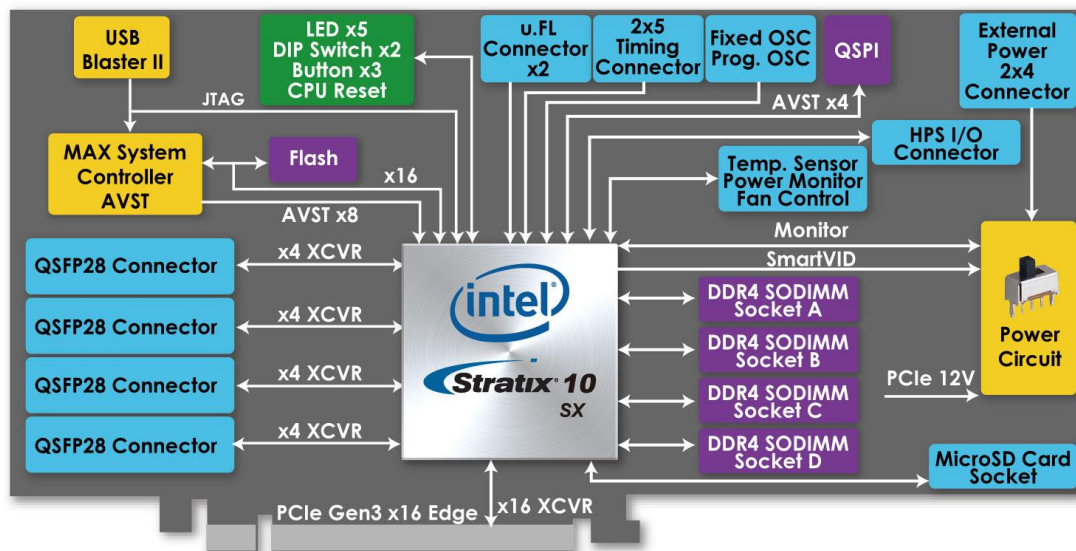 USB
Blaster II
LED x5
DIP Switch x2
Button x3
CPU Reset
u.FL
Connector
x2
2x5
Timing
Connector
Fixed OSC
Prog. OSC
QSPI
External
Power
2x4
Connector
JTAG
AVST x4
MAX System
Controller
AVST
Flash
x16
AVST x8
HPS I/O
Connector
Temp. Sensor
Power Monitor
Fan Control
Monitor
SmartVID
QSFP28 Connector
x4 XCVR
QSFP28 Connector
x4 XCVR
QSFP28 Connector
x4 XCVR
QSFP28 Connector
x4 XCVR
intel
Stratix® 10
SX
DDR4 SODIMM
Socket A
DDR4 SODIMM
Socket B
DDR4 SODIMM
Socket C
DDR4 SODIMM
Socket D
Power
Circuit
PCIe 12V
MicroSD Card
Socket
PCIe Gen3 x16 Edge
x16 XCVR